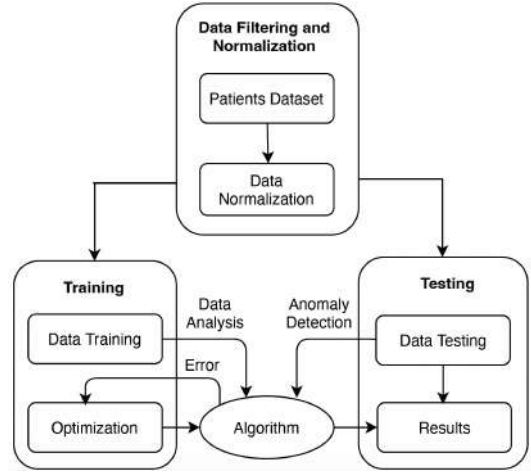 Data Filtering and
Normalization
Patients Dataset
Data
Normalization
Training
Data Training
Data
Analysis
Error
Optimization
Algorithm
Anomaly
Detection
Testing
Data Testing
Results